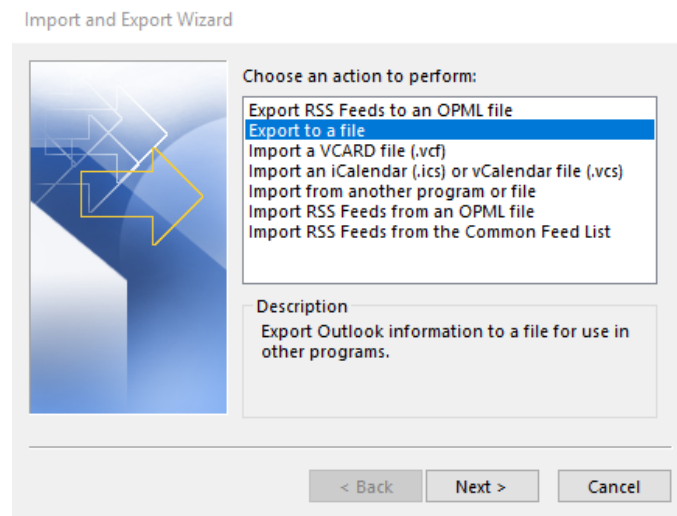 Import and Export Wizard
Choose an action to perform:
Export RSS Feeds to an OPML file
Export to a file
Import a VCARD file (.vcf)
Import an iCalendar (.ics) or vCalendar file (.vcs)
Import from another program or file
Import RSS Feeds from an OPML file
Import RSS Feeds from the Common Feed List
Description
Export Outlook information to a file for use in
other programs.
< Back
Next >
Cancel